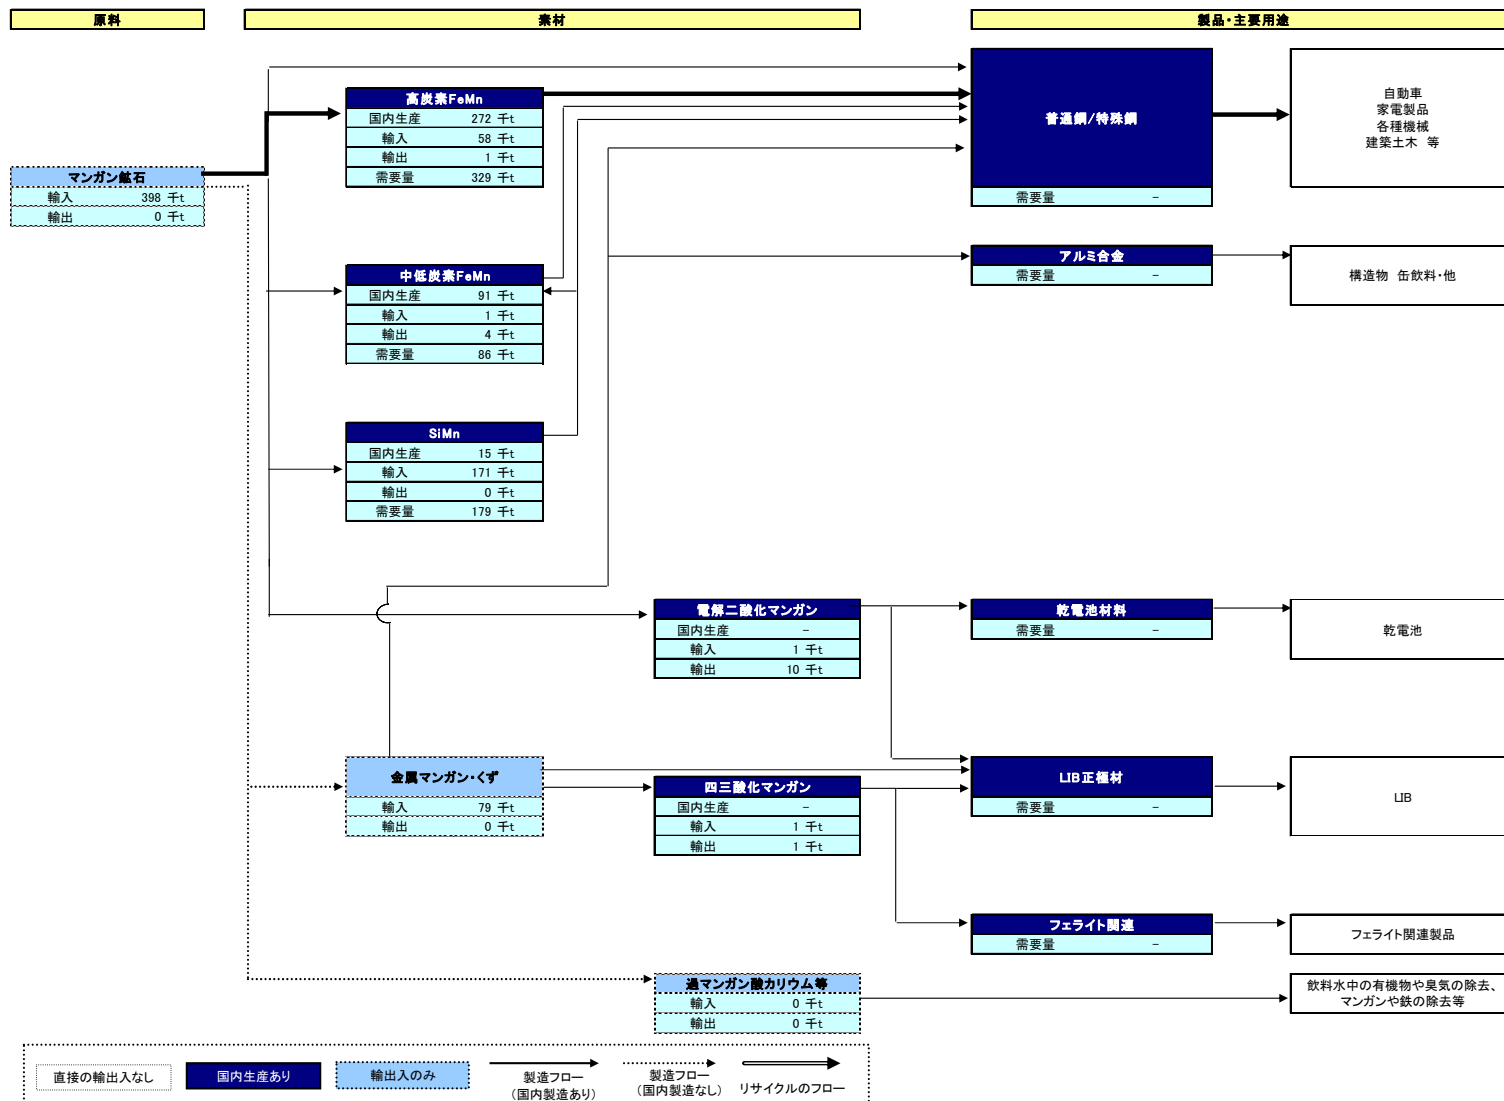 原料
素材
製品・主要用途
高炭素FeMn
国内生産 272 千t
輸入 58 千t
輸出 1 千t
需要量 329 千t
普通鋼/特殊鋼
需要量 -
自動車
家電製品
各種機械
建築土木 等
マンガン鉱石
輸入 398 千t
輸出 0 千t
中低炭素FeMn
国内生産 91 千t
輸入 1 千t
輸出 4 千t
需要量 86 千t
アルミ合金
需要量 -
構造物 缶飲料・他
SiMn
国内生産 15 千t
輸入 171 千t
輸出 0 千t
需要量 179 千t
電解二酸化マンガン
国内生産 -
輸入 1 千t
輸出 10 千t
乾電池材料
需要量 -
乾電池
金属マンガン・くず
輸入 79 千t
輸出 0 千t
四三酸化マンガン
国内生産 -
輸入 1 千t
輸出 1 千t
LIB正極材
需要量 -
LIB
フェライト関連
需要量 -
フェライト関連製品
過マンガン酸カリウム等
輸入 0 千t
輸出 0 千t
飲料水中の有機物や臭気の除去、
マンガンや鉄の除去等
直接の輸出入なし
国内生産あり
輸出入のみ
製造フロー
(国内製造あり)
製造フロー
(国内製造なし)
リサイクルのフロー